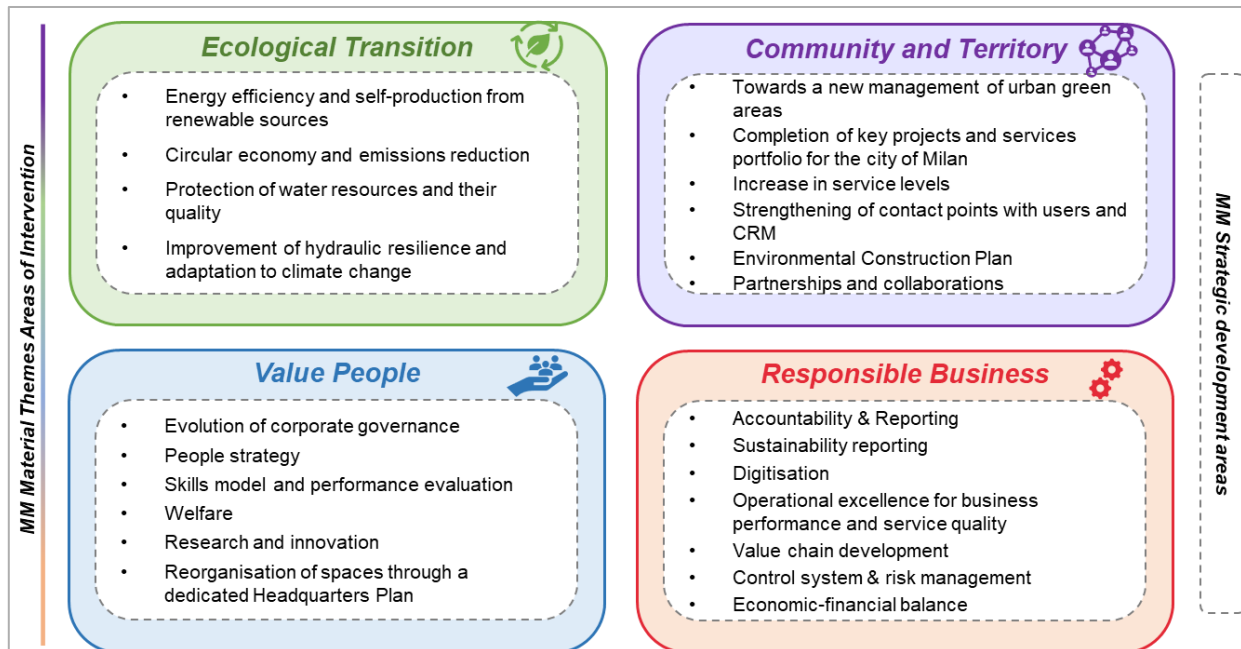 MM Material Themes Areas of Intervention
Ecological Transition
• Energy efficiency and self-production from
renewable sources
• Circular economy and emissions reduction
• Protection of water resources and their
quality
• Improvement of hydraulic resilience and
adaptation to climate change
Community and Territory
• Towards a new management of urban green
areas
• Completion of key projects and services
portfolio for the city of Milan
• Increase in service levels
• Strengthening of contact points with users and
CRM
• Environmental Construction Plan
• Partnerships and collaborations
Value People
• Evolution of corporate governance
• People strategy
• Skills model and performance evaluation
• Welfare
• Research and innovation
• Reorganisation of spaces through a
dedicated Headquarters Plan
Responsible Business
• Accountability & Reporting
• Sustainability reporting
• Digitisation
• Operational excellence for business
performance and service quality
• Value chain development
• Control system & risk management
• Economic-financial balance
MM Strategic development areas